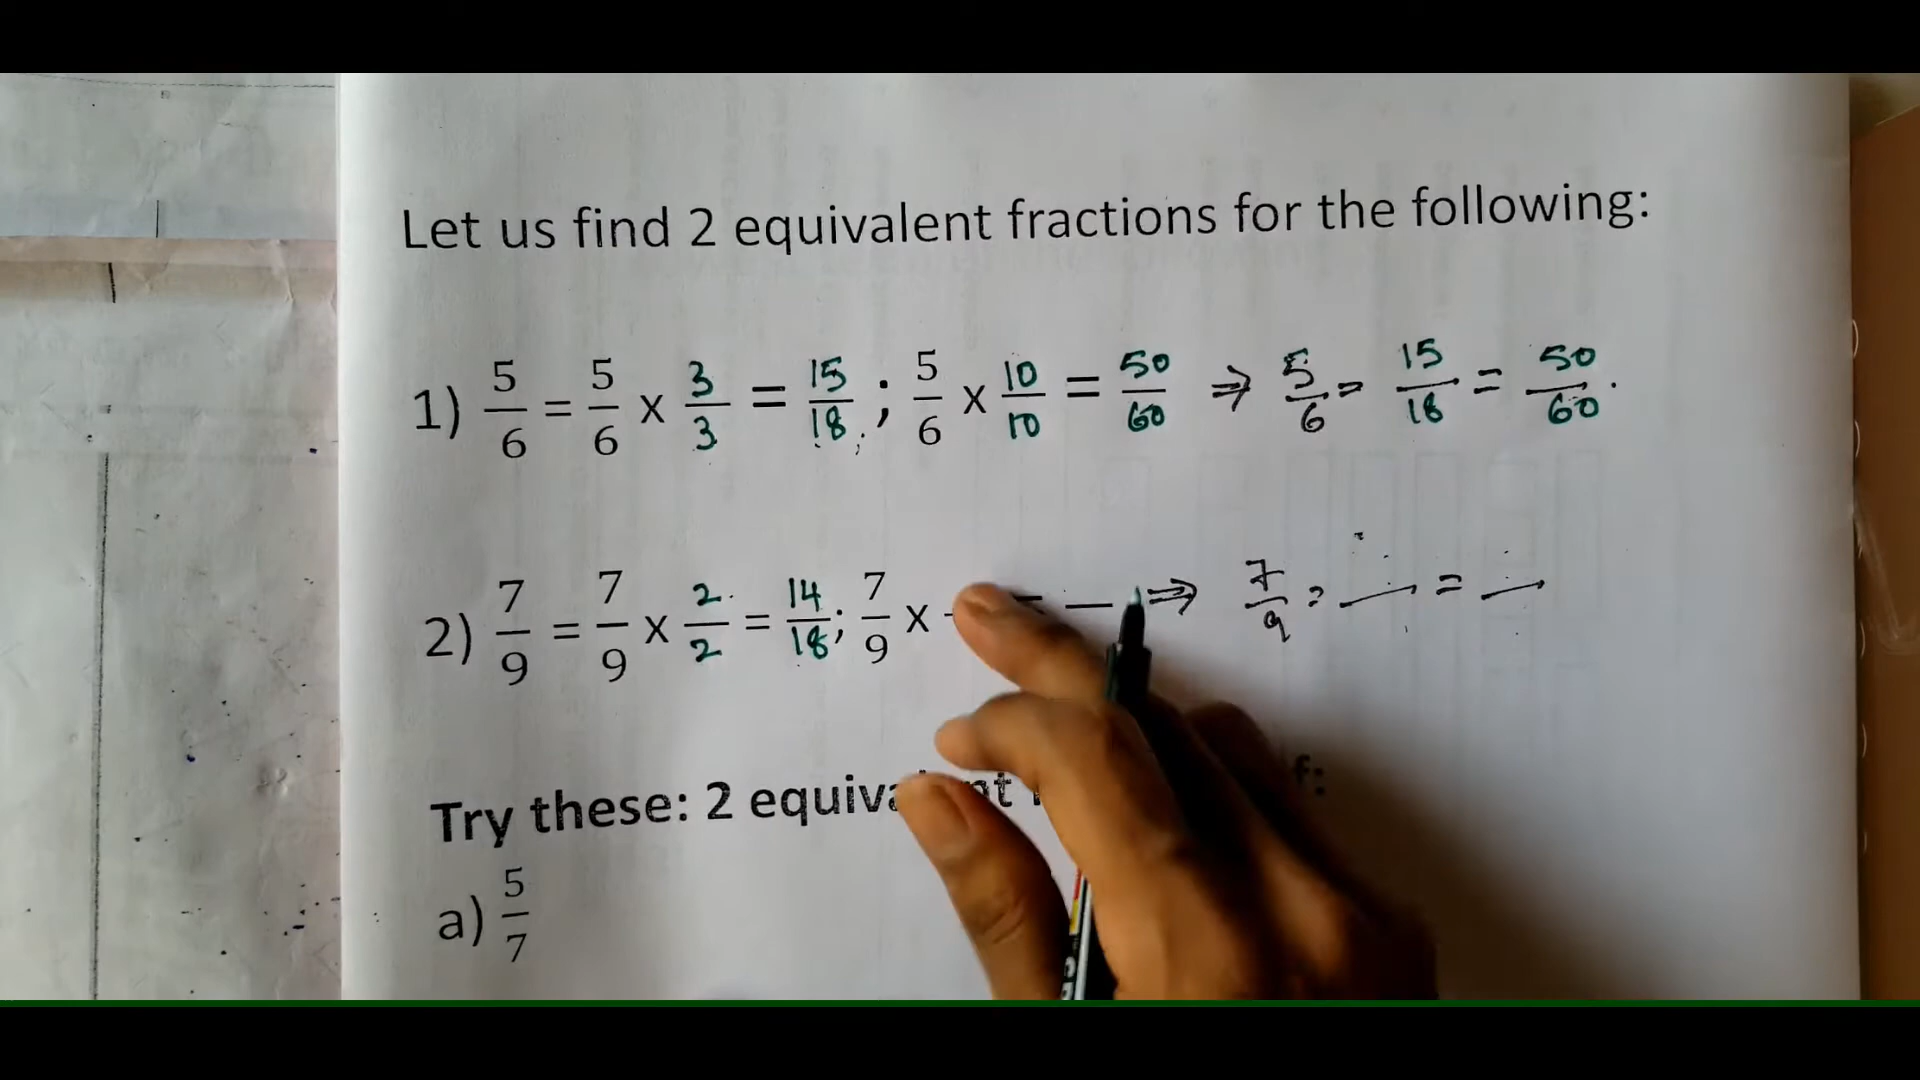 Let us find 2 equivalent fractions for the following:
1) 5/6 = 5/6 x 3/3 = 15/18 ; 5/6 x 10/10 = 50/60 ⇒ 5/6 = 15/18 = 50/60.
2) 7/9 = 7/9 x 2/2 = 14/18 ; 7/9 x = — ⇒ 7/9 = — = —
Try these: 2 equivalent f:
a) 5/7